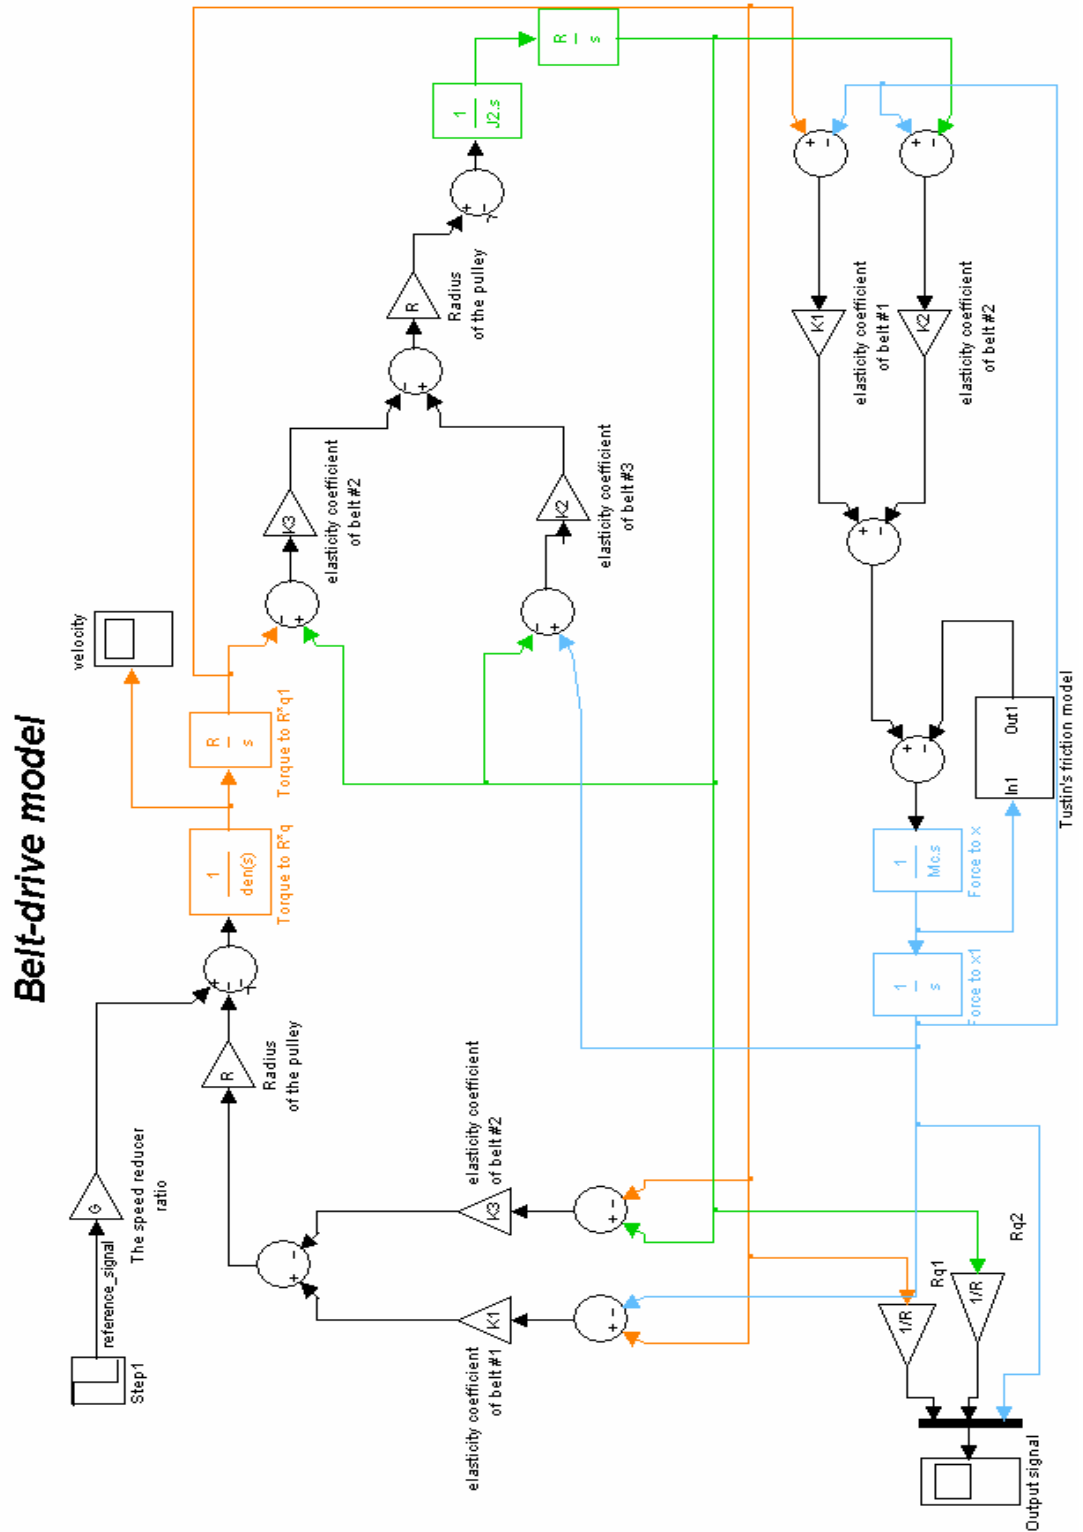 Belt-drive model
Step1
reference_signal
G
The speed reducer
ratio
+
-
-
1
den(s)
Torque to R*q
R
s
Torque to R*q1
velocity
R
Radius
of the pulley
+
-
K1
elasticity coefficient
of belt #1
K3
elasticity coefficient
of belt #2
+
-
+
-
-
+
K3
elasticity coefficient
of belt #2
-
+
K2
elasticity coefficient
of belt #3
-
+
R
Radius
of the pulley
+
-
1
J2.s
R
s
+
-
+
-
K1
elasticity coefficient
of belt #1
K2
elasticity coefficient
of belt #2
+
-
+
-
In1
Out1
Tustin's friction model
1
Mc.s
Force to x
1
s
Force to x1
1/R
Rq1
1/R
Rq2
Output signal